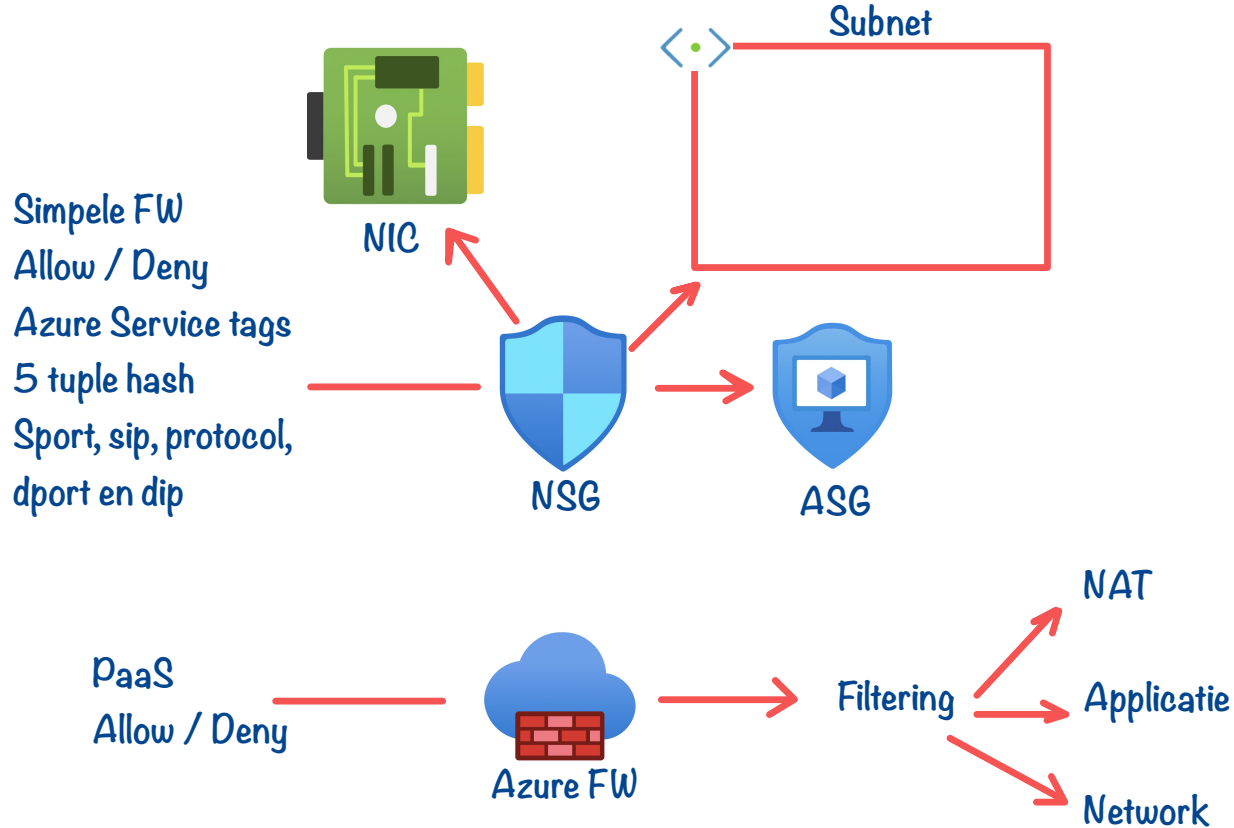 Subnet
NIC
Simpele FW
Allow / Deny
Azure Service tags
5 tuple hash
Sport, sip, protocol,
dport en dip
NSG
ASG
PaaS
Allow / Deny
Azure FW
Filtering
NAT
Applicatie
Network